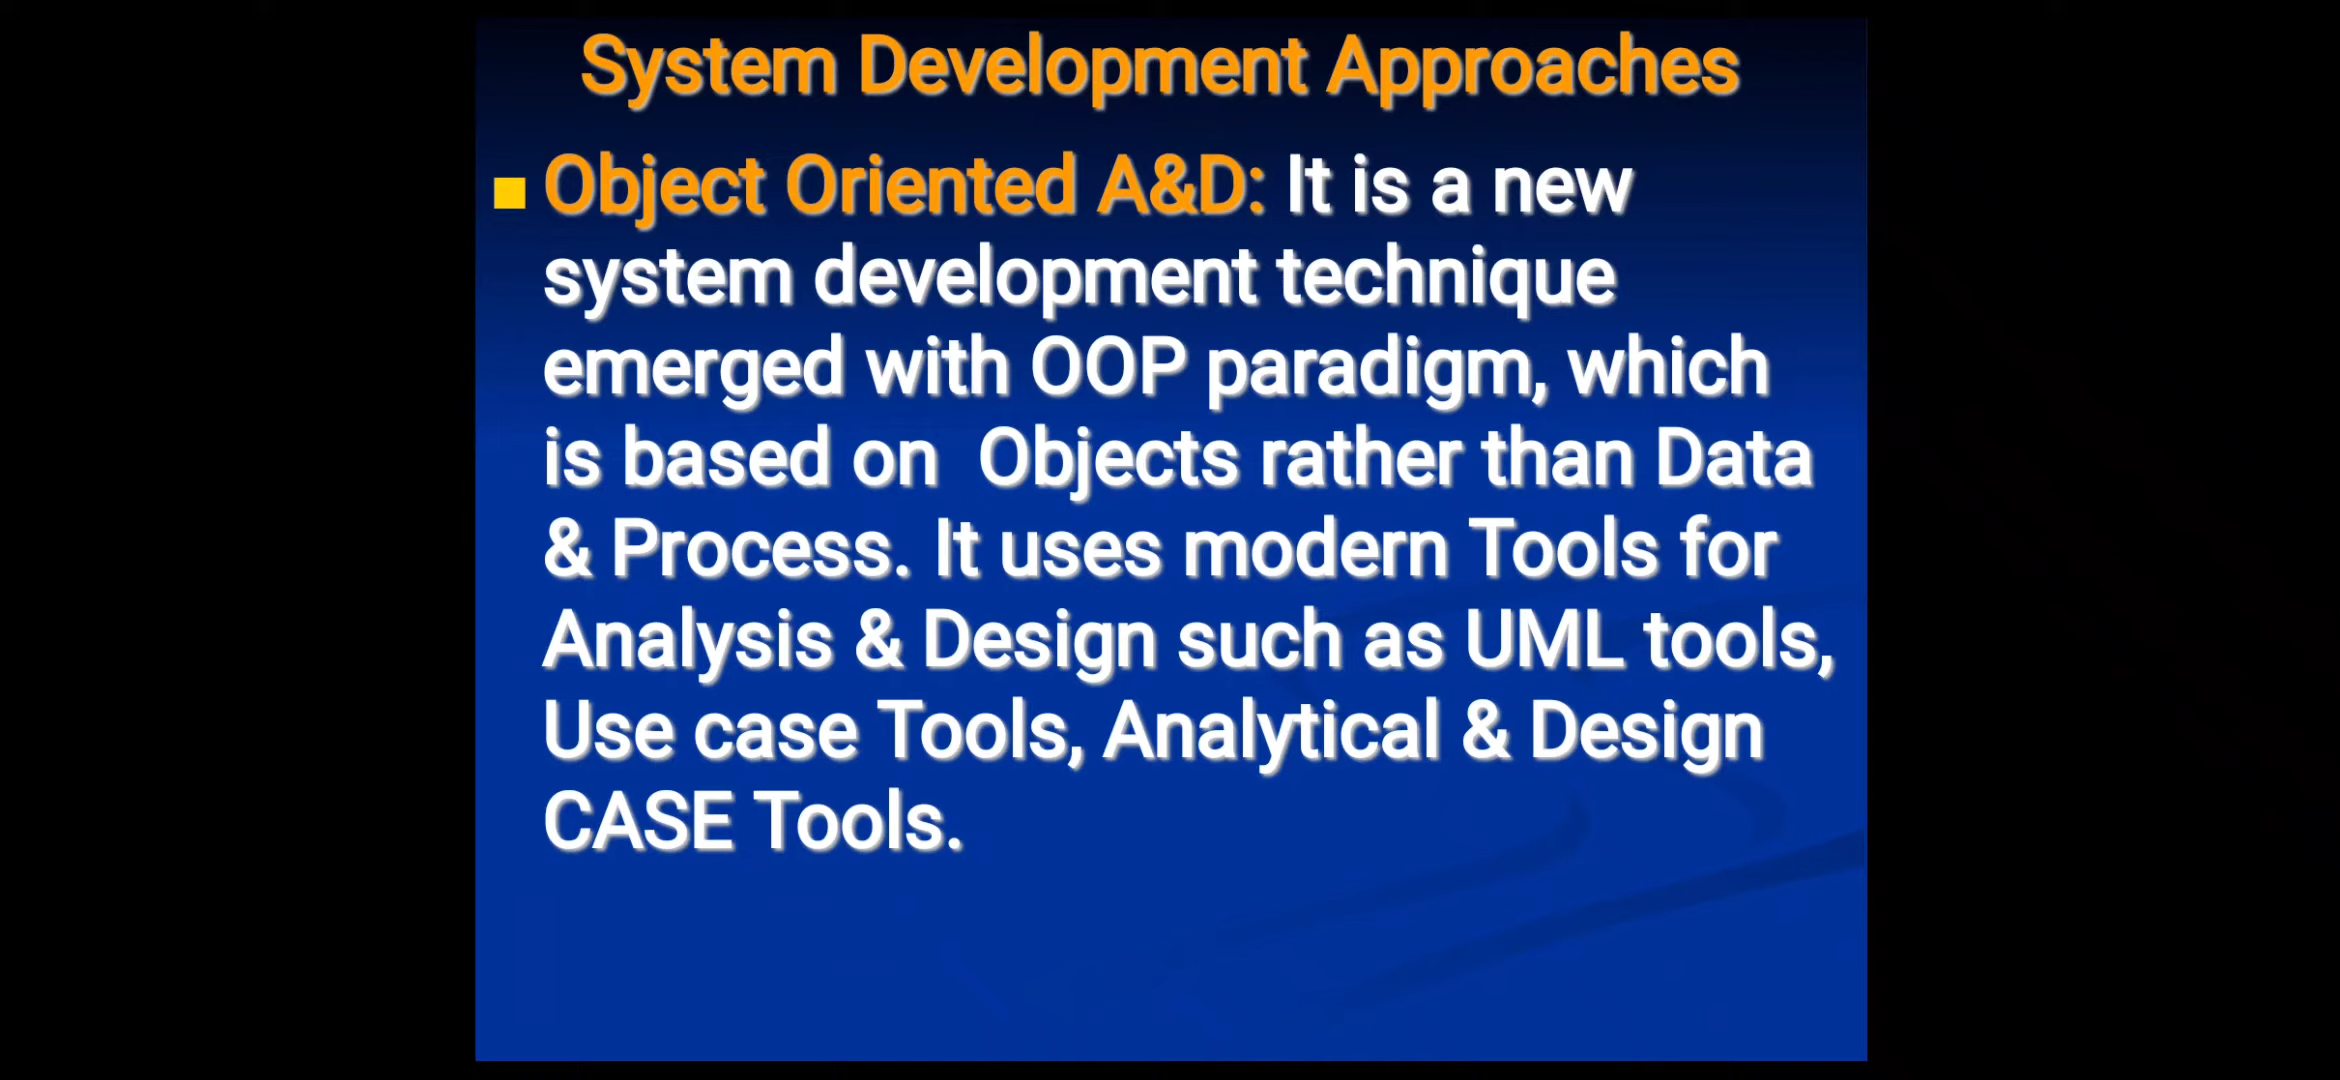 System Development Approaches
Object Oriented A&D: It is a new
system development technique
emerged with OOP paradigm, which
is based on  Objects rather than Data
& Process. It uses modern Tools for
Analysis & Design such as UML tools,
Use case Tools, Analytical & Design
CASE Tools.